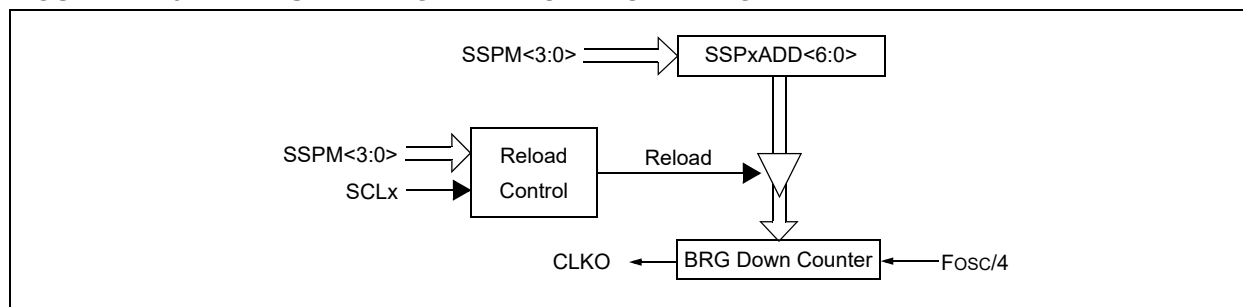 SSPM<3:0>
SSPxADD<6:0>
SSPM<3:0>
SCLx
Reload
Control
Reload
CLKO
BRG Down Counter
FOSC/4